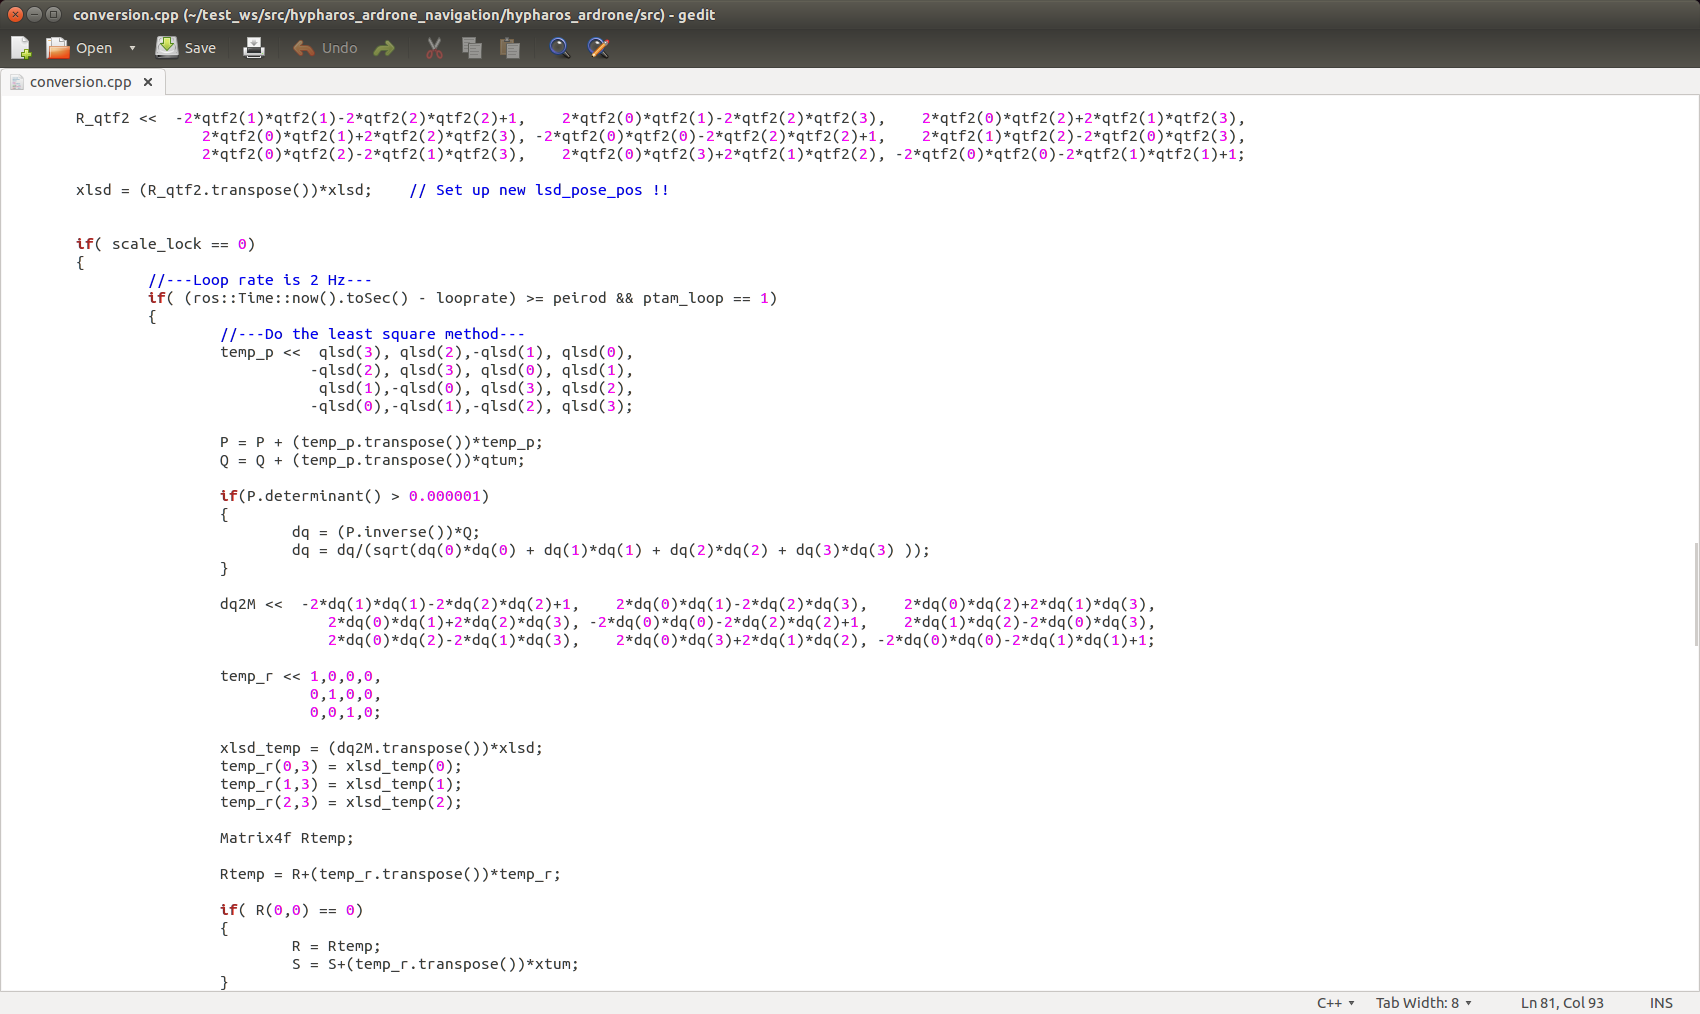 conversion.cpp (~/test_ws/src/hypharos_ardrone_navigation/hypharos_ardrone/src) - gedit
Open Save Undo
conversion.cpp ×
R_qtf2 <<  -2*qtf2(1)*qtf2(1)-2*qtf2(2)*qtf2(2)+1,    2*qtf2(0)*qtf2(1)-2*qtf2(2)*qtf2(3),    2*qtf2(0)*qtf2(2)+2*qtf2(1)*qtf2(3),
2*qtf2(0)*qtf2(1)+2*qtf2(2)*qtf2(3), -2*qtf2(0)*qtf2(0)-2*qtf2(2)*qtf2(2)+1,    2*qtf2(1)*qtf2(2)-2*qtf2(0)*qtf2(3),
2*qtf2(0)*qtf2(2)-2*qtf2(1)*qtf2(3),    2*qtf2(0)*qtf2(3)+2*qtf2(1)*qtf2(2), -2*qtf2(0)*qtf2(0)-2*qtf2(1)*qtf2(1)+1;
xlsd = (R_qtf2.transpose())*xlsd;    // Set up new lsd_pose_pos !!
if( scale_lock == 0)
{
//---Loop rate is 2 Hz---
if( (ros::Time::now().toSec() - looprate) >= peirod && ptam_loop == 1)
{
//---Do the least square method---
temp_p <<  qlsd(3), qlsd(2),-qlsd(1), qlsd(0),
-qlsd(2), qlsd(3), qlsd(0), qlsd(1),
qlsd(1),-qlsd(0), qlsd(3), qlsd(2),
-qlsd(0),-qlsd(1),-qlsd(2), qlsd(3);
P = P + (temp_p.transpose())*temp_p;
Q = Q + (temp_p.transpose())*qtum;
if(P.determinant() > 0.000001)
{
dq = (P.inverse())*Q;
dq = dq/(sqrt(dq(0)*dq(0) + dq(1)*dq(1) + dq(2)*dq(2) + dq(3)*dq(3) ));
}
dq2M <<  -2*dq(1)*dq(1)-2*dq(2)*dq(2)+1,    2*dq(0)*dq(1)-2*dq(2)*dq(3),    2*dq(0)*dq(2)+2*dq(1)*dq(3),
2*dq(0)*dq(1)+2*dq(2)*dq(3), -2*dq(0)*dq(0)-2*dq(2)*dq(2)+1,    2*dq(1)*dq(2)-2*dq(0)*dq(3),
2*dq(0)*dq(2)-2*dq(1)*dq(3),    2*dq(0)*dq(3)+2*dq(1)*dq(2), -2*dq(0)*dq(0)-2*dq(1)*dq(1)+1;
temp_r << 1,0,0,0,
0,1,0,0,
0,0,1,0;
xlsd_temp = (dq2M.transpose())*xlsd;
temp_r(0,3) = xlsd_temp(0);
temp_r(1,3) = xlsd_temp(1);
temp_r(2,3) = xlsd_temp(2);
Matrix4f Rtemp;
Rtemp = R+(temp_r.transpose())*temp_r;
if( R(0,0) == 0)
{
R = Rtemp;
S = S+(temp_r.transpose())*xtum;
}
C++ Tab Width: 8 Ln 81, Col 93 INS